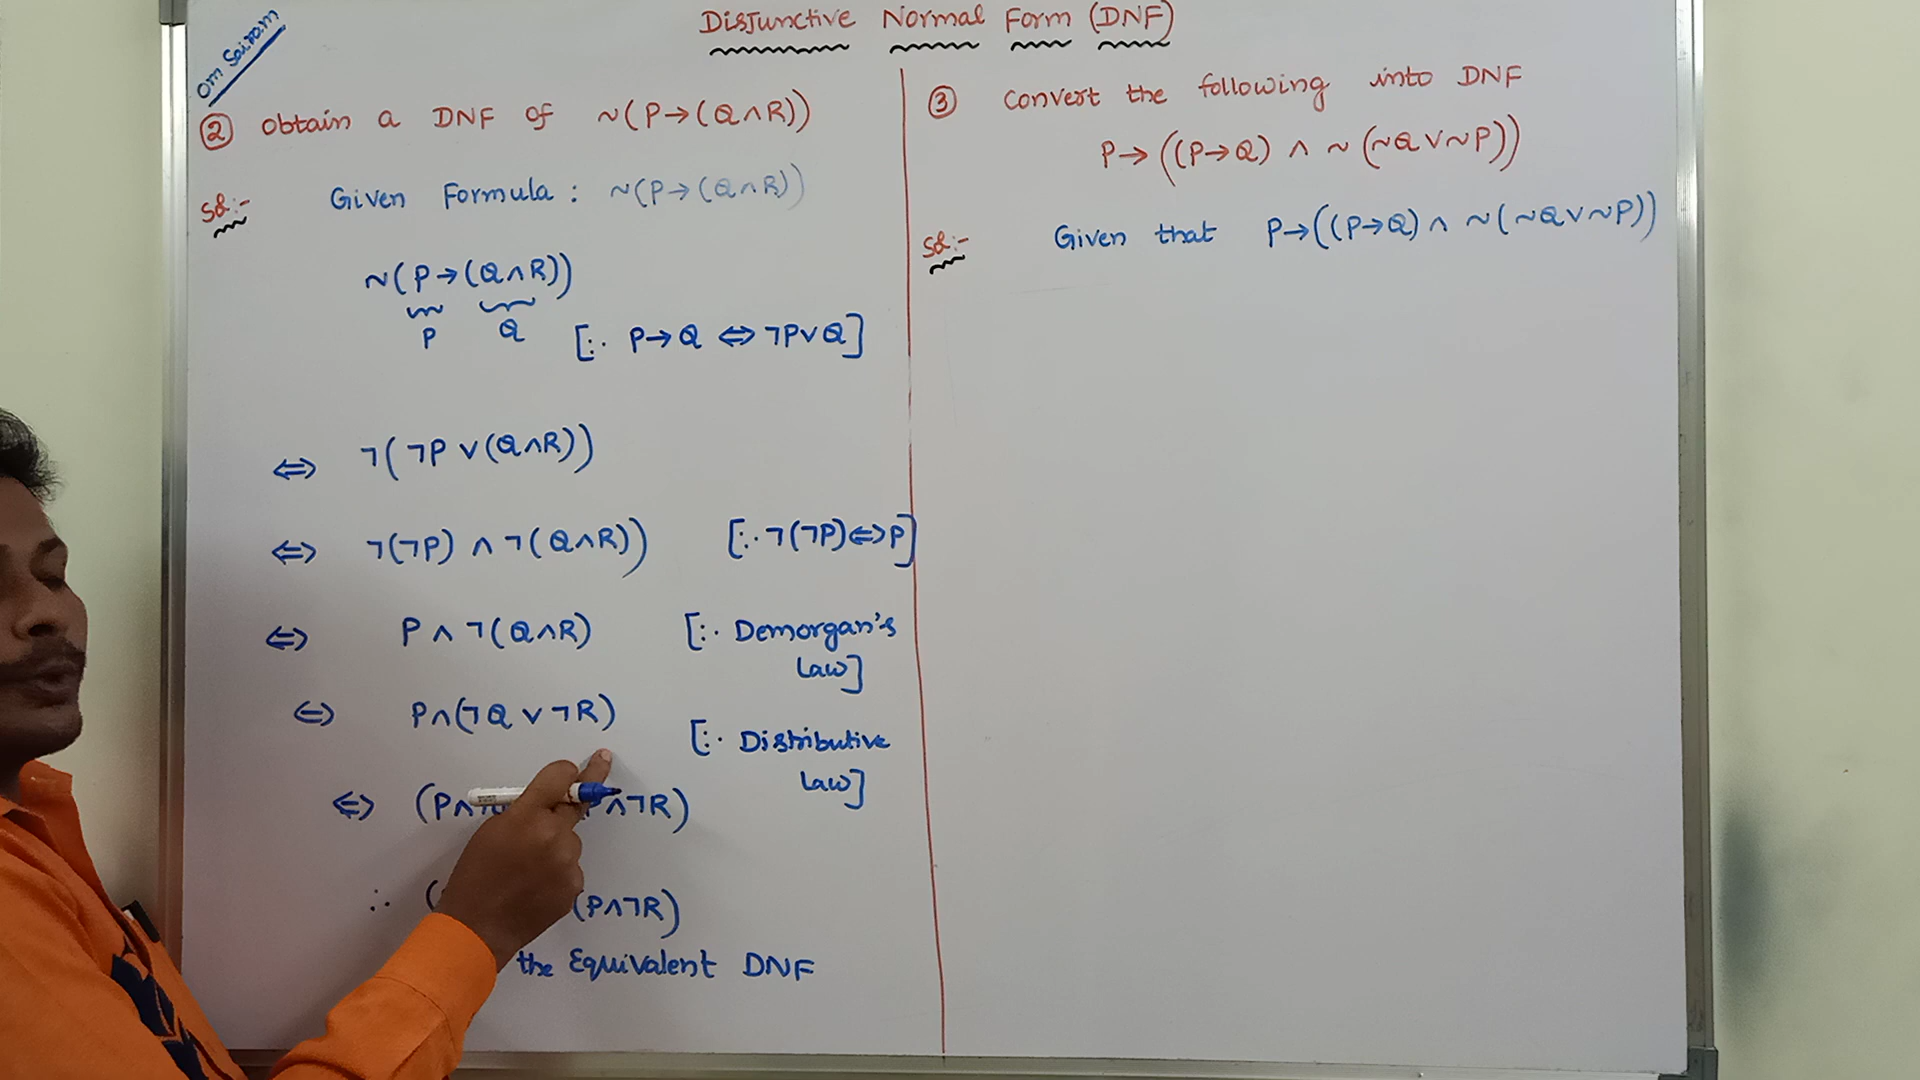 Disjunctive Normal Form (DNF)
Om Sairam
② Obtain a DNF of ~(P→(Q∧R))
Sol:- Given Formula : ~(P→(Q∧R))
~(P→(Q∧R))
P Q
[∵ P→Q ⇔ ¬P∨Q]
⇔ ¬(¬P∨(Q∧R))
⇔ ¬(¬P) ∧ ¬(Q∧R)) [∵ ¬(¬P)⇔P]
⇔ P∧¬(Q∧R) [∵ Demorgan's
Law]
⇔ P∧(¬Q∨¬R) [∵ Distributive
Law]
⇔ (P∧ ∧¬R)
∴ ( (P∧¬R)
the Equivalent DNF
③ Convert the following into DNF
P→((P→Q) ∧ ~(~Q∨~P))
Sol:- Given that P→((P→Q)∧ ~(~Q∨~P))